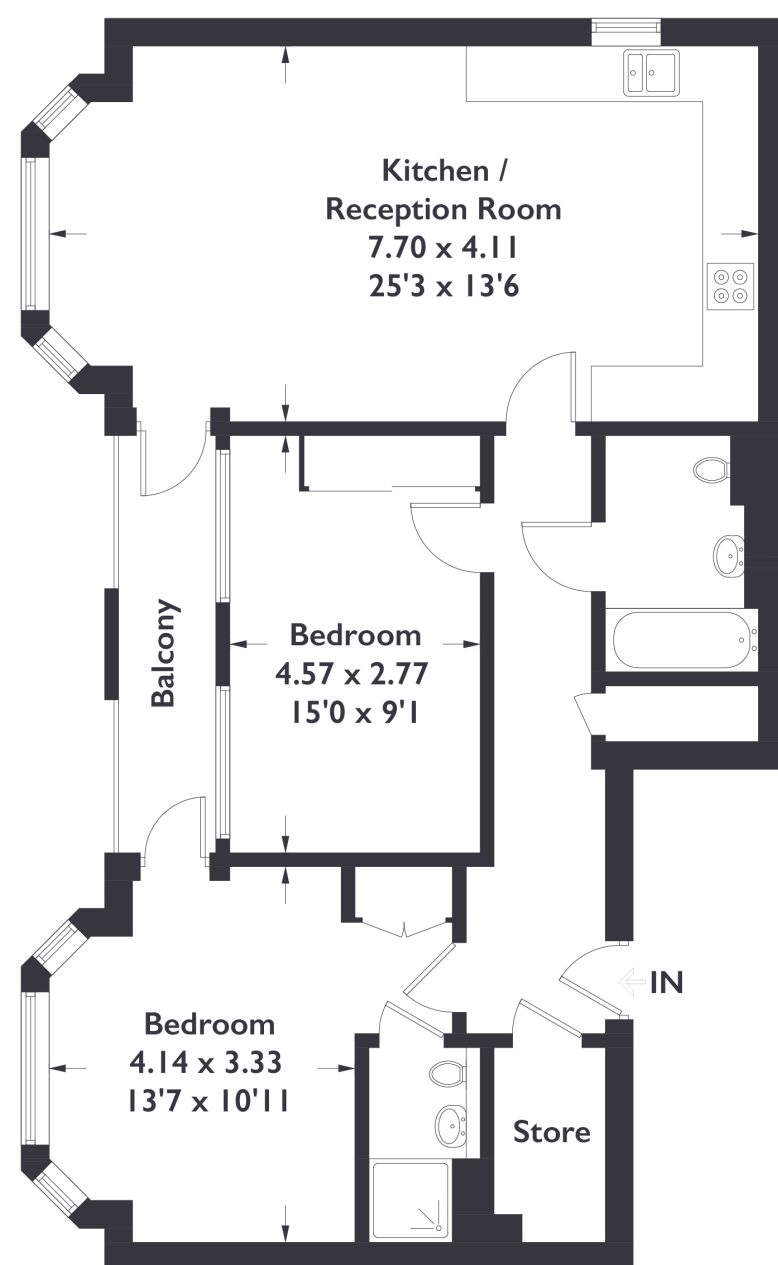 Kitchen /
Reception Room
7.70 x 4.11
25'3 x 13'6
Balcony
Bedroom
4.57 x 2.77
15'0 x 9'1
IN
Bedroom
4.14 x 3.33
13'7 x 10'11
Store